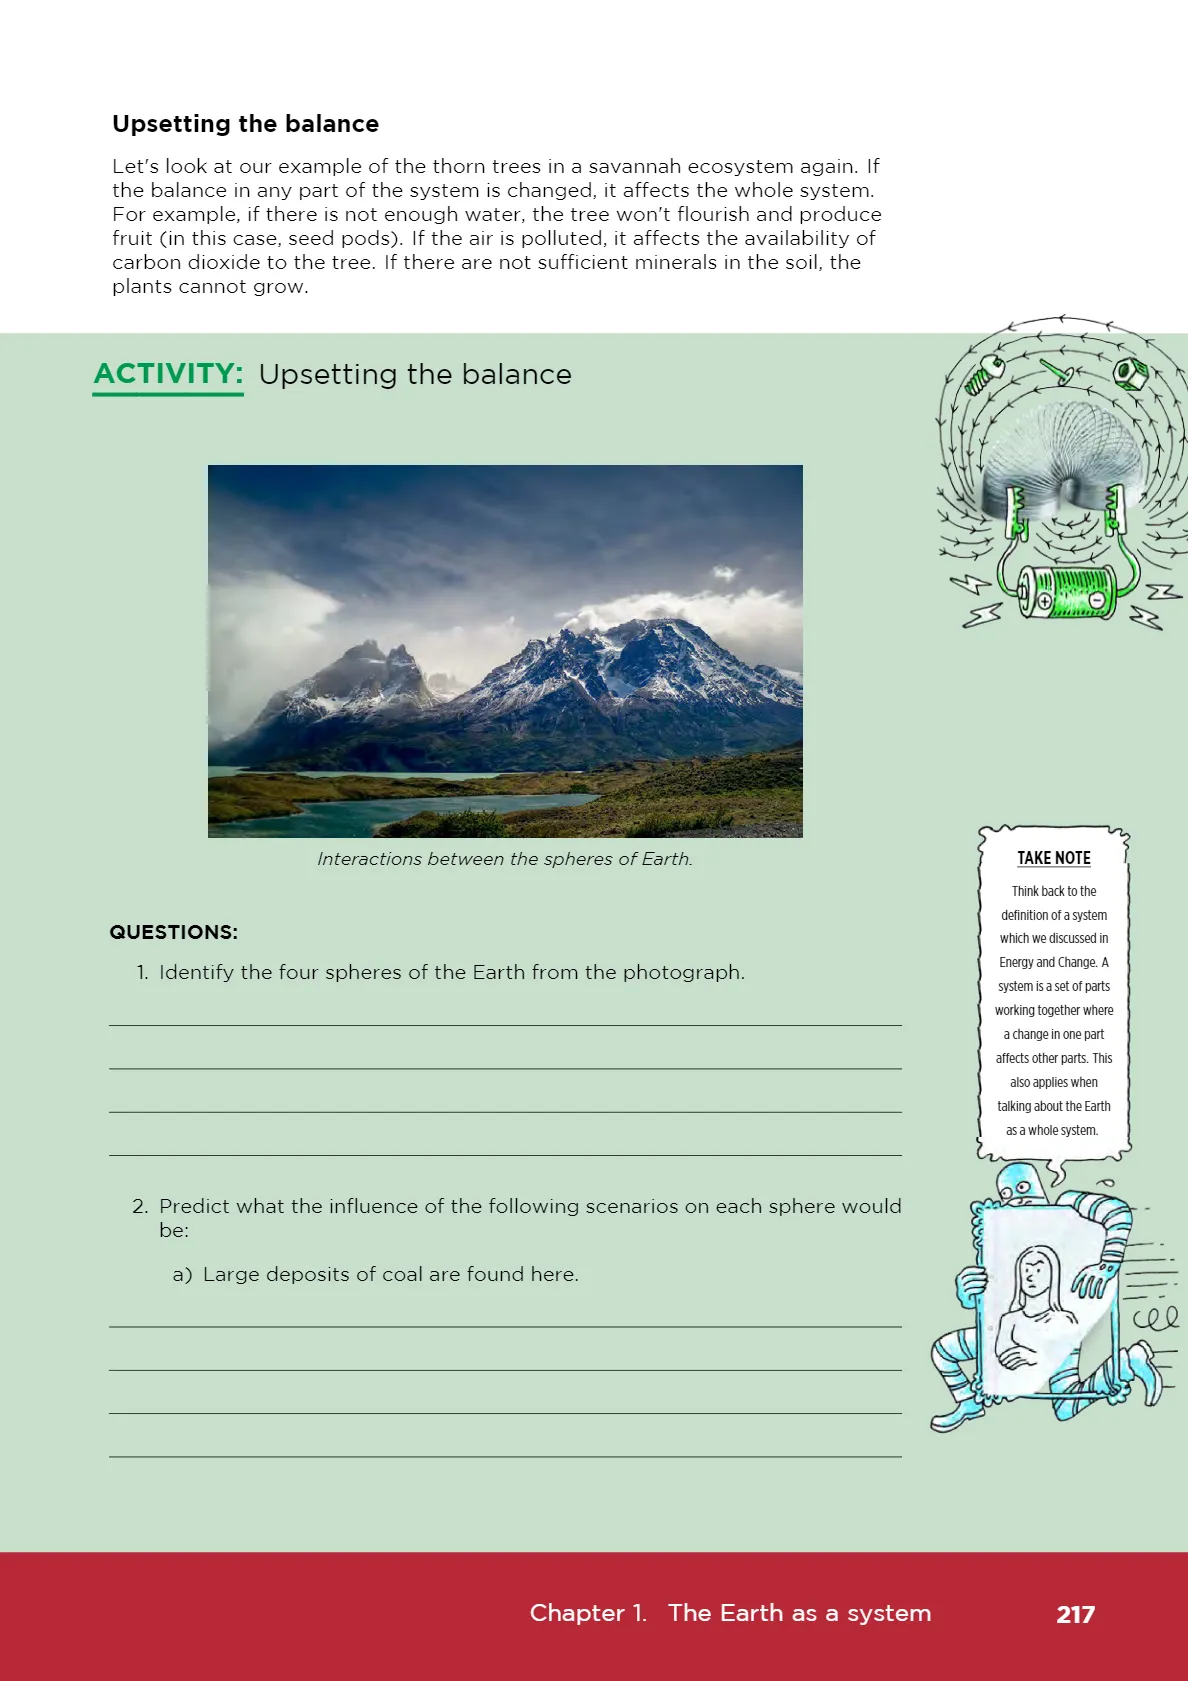 Upsetting the balance
Let's look at our example of the thorn trees in a savannah ecosystem again. If
the balance in any part of the system is changed, it affects the whole system.
For example, if there is not enough water, the tree won't flourish and produce
fruit (in this case, seed pods). If the air is polluted, it affects the availability of
carbon dioxide to the tree. If there are not sufficient minerals in the soil, the
plants cannot grow.
ACTIVITY: Upsetting the balance
Interactions between the spheres of Earth.
QUESTIONS:
1. Identify the four spheres of the Earth from the photograph.
2. Predict what the influence of the following scenarios on each sphere would
be:
a) Large deposits of coal are found here.
+ -
TAKE NOTE
Think back to the
definition of a system
which we discussed in
Energy and Change. A
system is a set of parts
working together where
a change in one part
affects other parts. This
also applies when
talking about the Earth
as a whole system.
Chapter 1. The Earth as a system 217